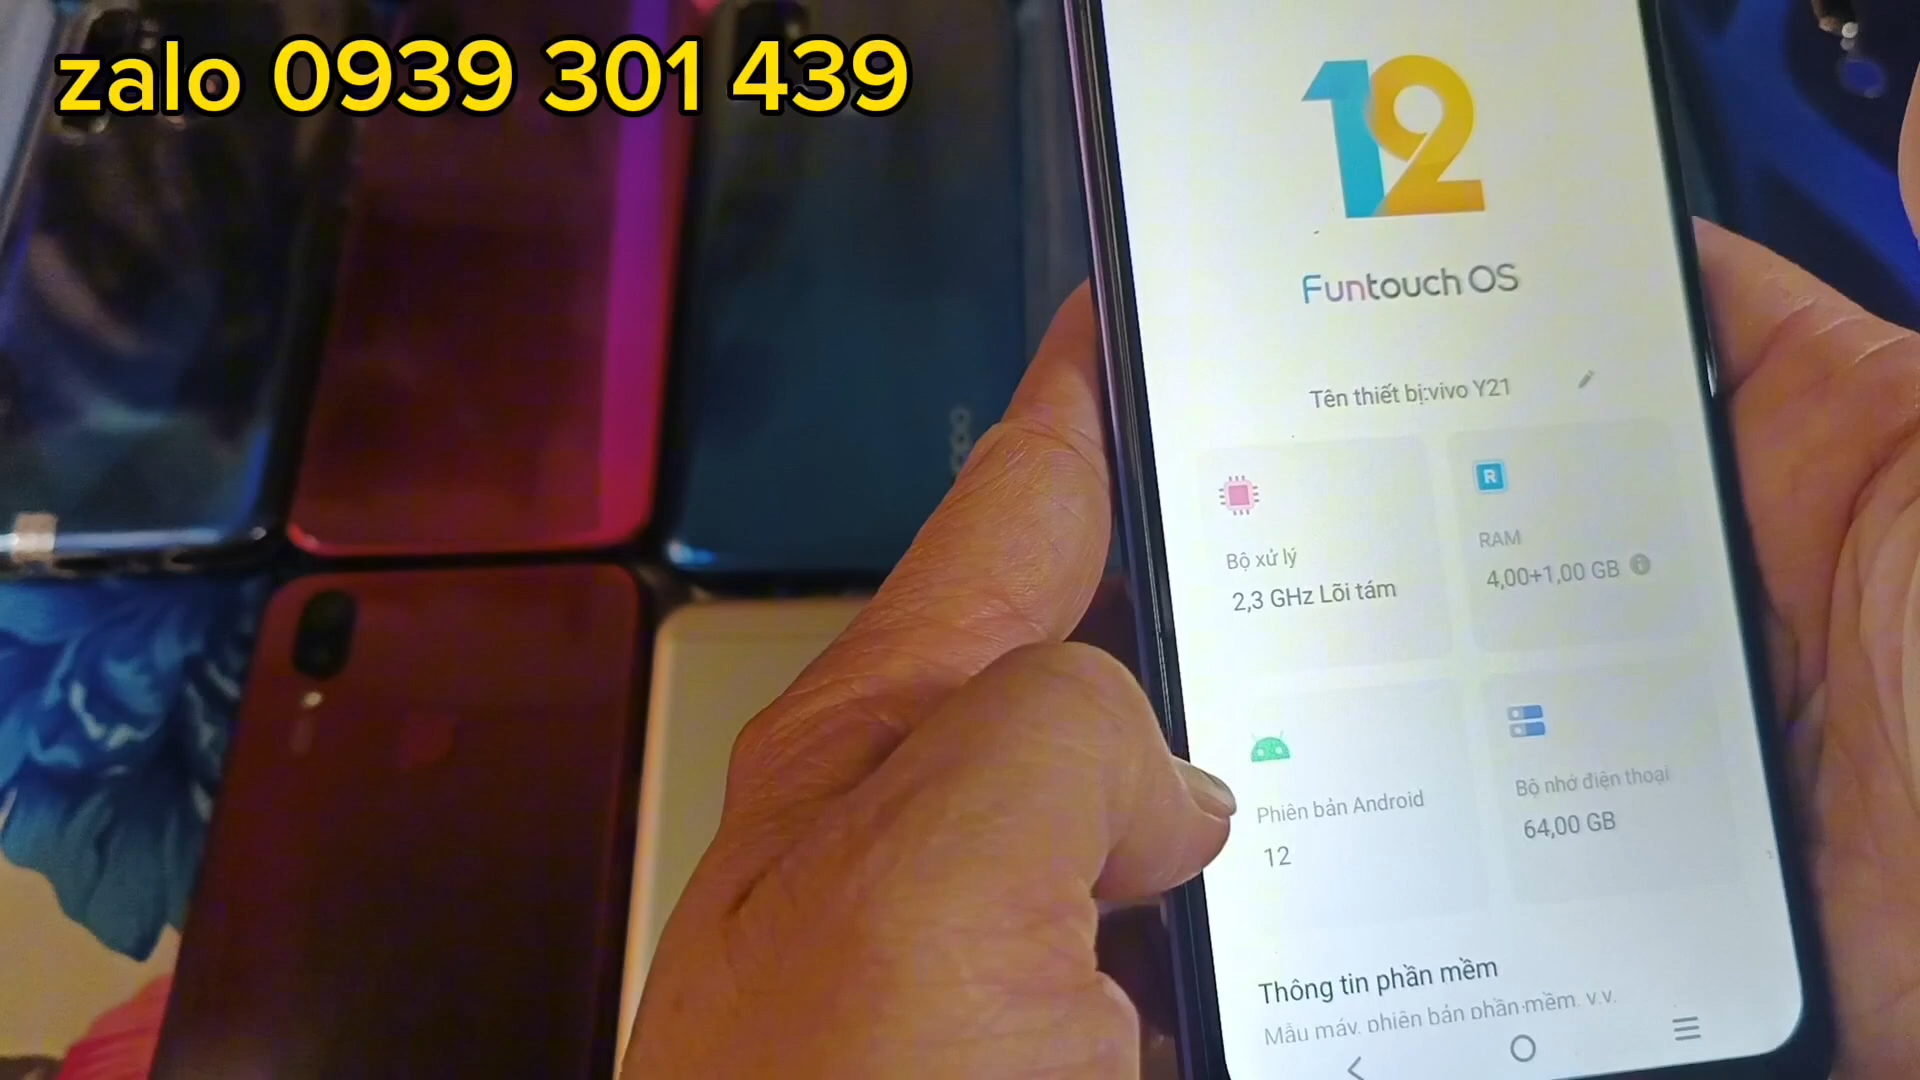 zalo 0939 301 439
12
Funtouch OS
Tên thiết bị:vivo Y21
R
Bộ xử lý
2,3 GHz Lõi tám
RAM
4,00+1,00 GB
Phiên bản Android
12
Bộ nhớ điện thoại
64,00 GB
Thông tin phần mềm
Mẫu máy, phiên bản phần mềm, v.v.